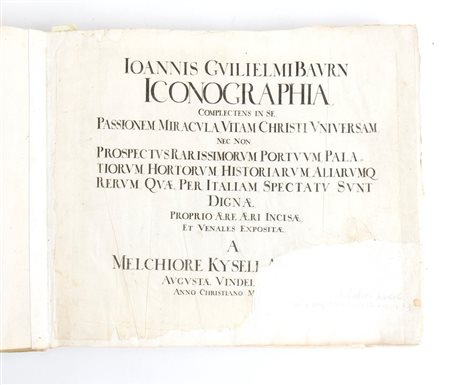 IOANNIS GVILIELMI BAVRN
ICONOGRAPHIA
COMPLECTENS IN SE
PASSIONEM MIRACVLA VITAM CHRISTI VNIVERSAM
NEC NON
PROSPECTVS RARISSIMORVM PORTVVM, PALA-
TIORVM HORTORVM HISTORIARVM ALIARVMQ
RERVM QVÆ PER ITALIAM SPECTATV SVNT
DIGNÆ
PROPRIO ÆRE ÆRI INCISÆ
ET VENALES EXPOSITÆ
A
MELCHIORE KYSELL
AVGVSTÆ VINDEL
ANNO CHRISTIANO M